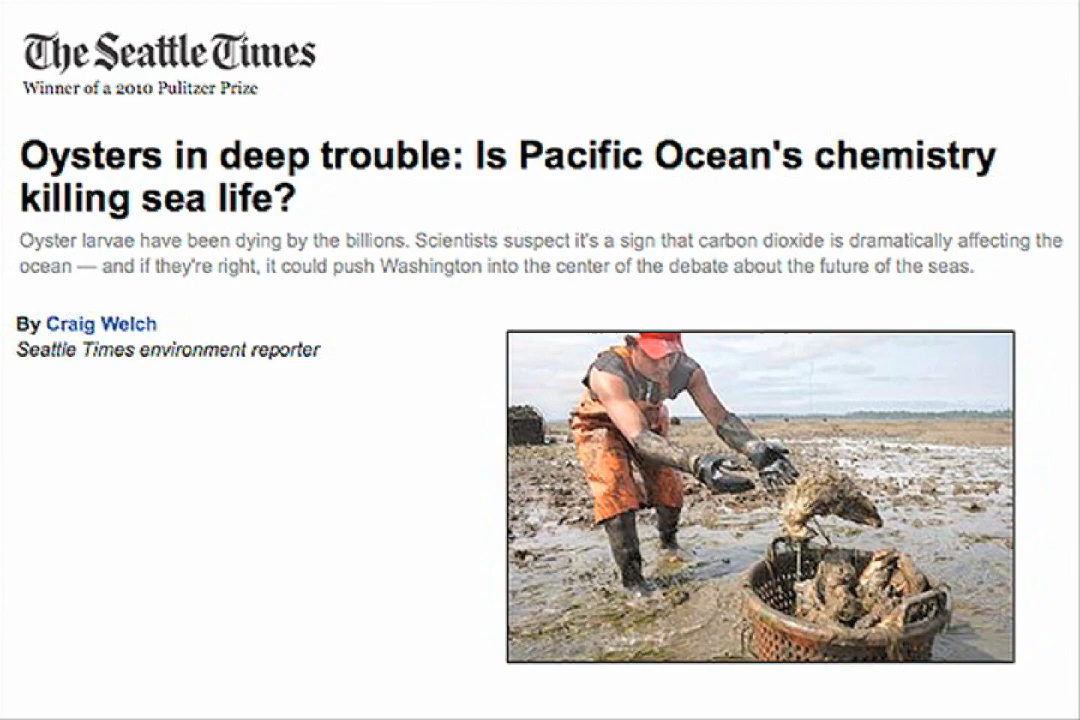 The Seattle Times
Winner of a 2010 Pulitzer Prize
Oysters in deep trouble: Is Pacific Ocean's chemistry
killing sea life?
Oyster larvae have been dying by the billions. Scientists suspect it's a sign that carbon dioxide is dramatically affecting the
ocean — and if they're right, it could push Washington into the center of the debate about the future of the seas.
By Craig Welch
Seattle Times environment reporter